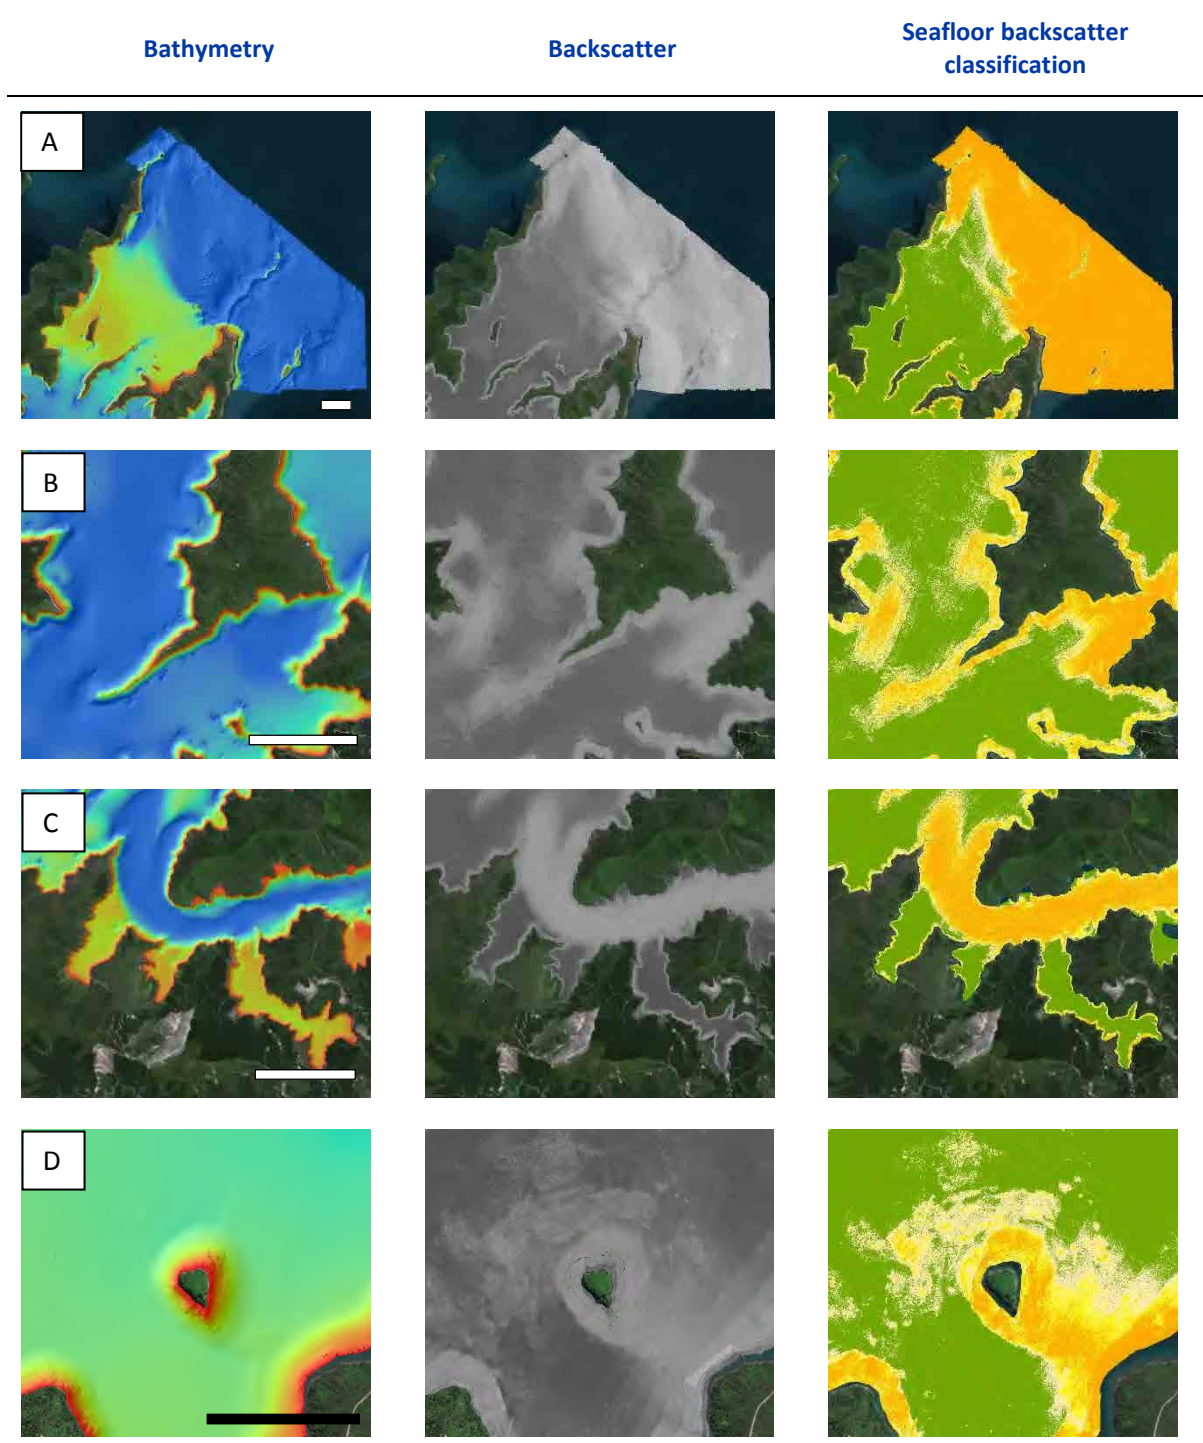 Bathymetry
Backscatter
Seafloor backscatter
classification
A
B
C
D